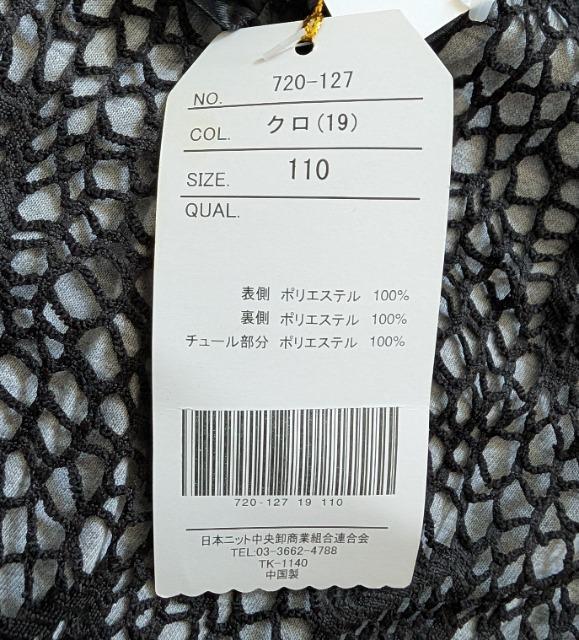 NO. 720-127
COL. クロ(19)
SIZE. 110
QUAL.
表側 ポリエステル 100%
裏側 ポリエステル 100%
チュール部分 ポリエステル 100%
720-127 19 110
日本ニット中央卸商業組合連合会
TEL:03-3662-4788
TK-1140
中国製